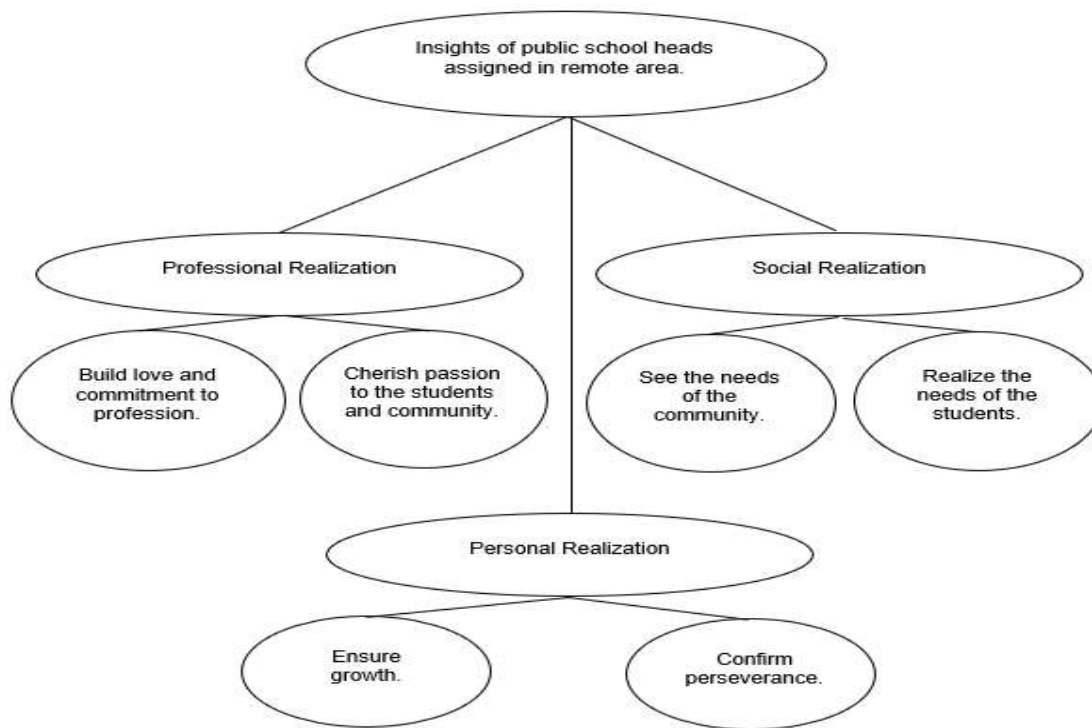 Insights of public school heads
assigned in remote area.
Professional Realization
Social Realization
Build love and
commitment to
profession.
Cherish passion
to the students
and community.
See the needs
of the
community.
Realize the
needs of the
students.
Personal Realization
Ensure
growth.
Confirm
perseverance.